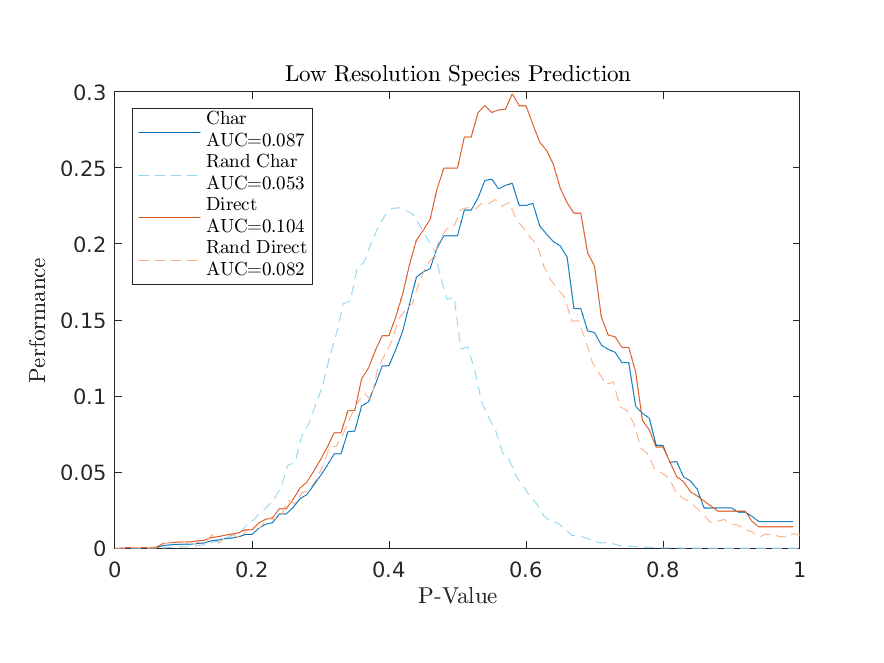 Low Resolution Species Prediction
0.3
0.25
0.2
0.15
0.1
0.05
0
Performance
Char
AUC=0.087
Rand Char
AUC=0.053
Direct
AUC=0.104
Rand Direct
AUC=0.082
0 0.2 0.4 0.6 0.8 1
P-Value